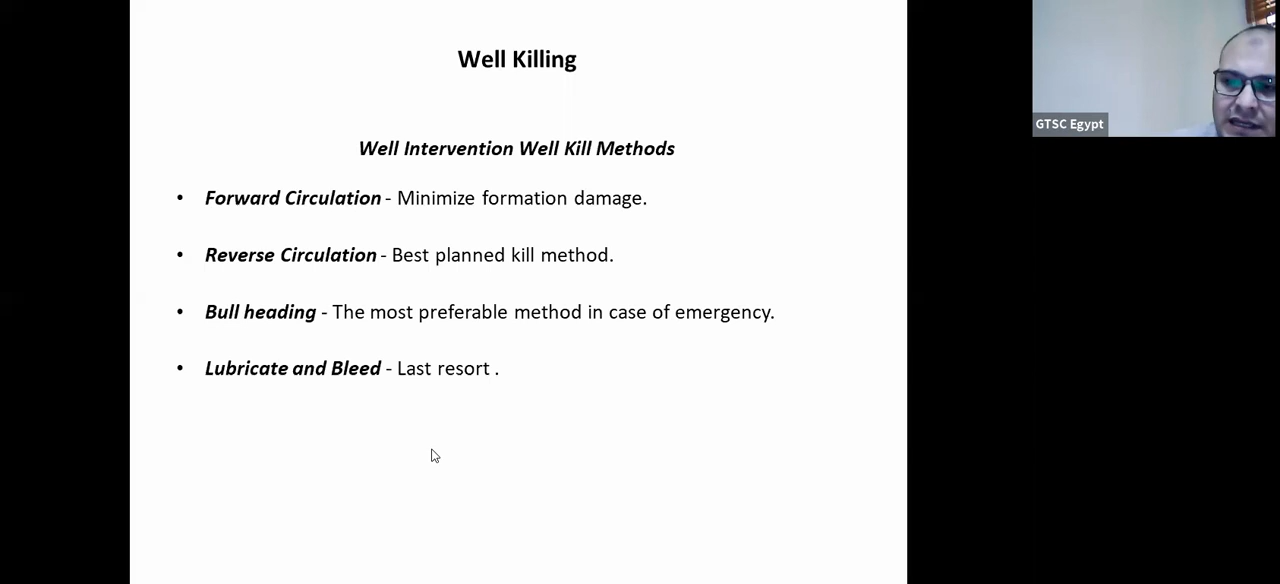 Well Killing
Well Intervention Well Kill Methods
• Forward Circulation - Minimize formation damage.
• Reverse Circulation - Best planned kill method.
• Bull heading - The most preferable method in case of emergency.
• Lubricate and Bleed - Last resort .
GTSC Egypt